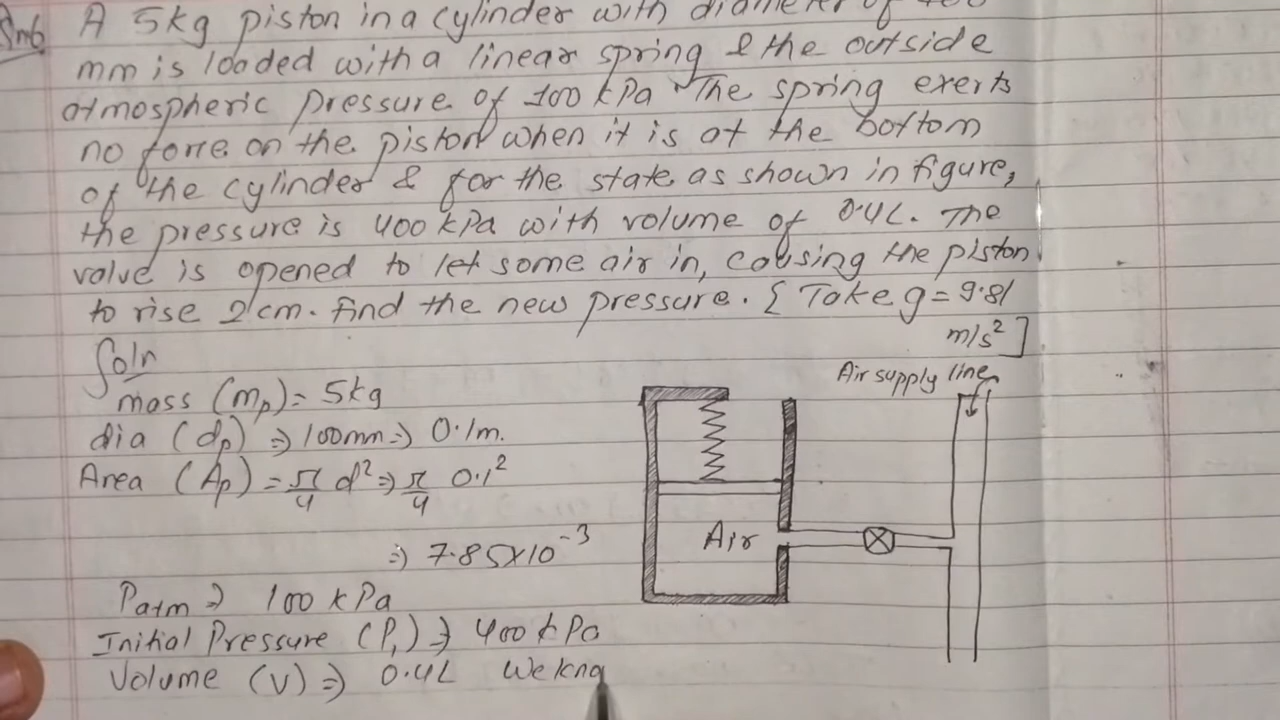 A 5kg piston in a cylinder with diameter of 100
mm is loaded with a linear spring & the outside
atmospheric pressure of 100 kPa The spring exerts
no force on the piston when it is at the bottom
of the cylinder & for the state as shown in figure,
the pressure is 400 kPa with volume of 0.4L. The
valve is opened to let some air in, causing the piston
to rise 2cm. find the new pressure. [ Take g = 9.81
m/s² ]
Soln
mass (mp) = 5kg
dia (dp) ⇒ 100mm ⇒ 0.1m.
Area (Ap) = π/4 d² ⇒ π/4 0.1²
⇒ 7.85×10⁻³
Patm ⇒ 100 kPa
Initial Pressure (P₁) ⇒ 400 kPa
Volume (V) ⇒ 0.4L We kno
Air supply line
Air